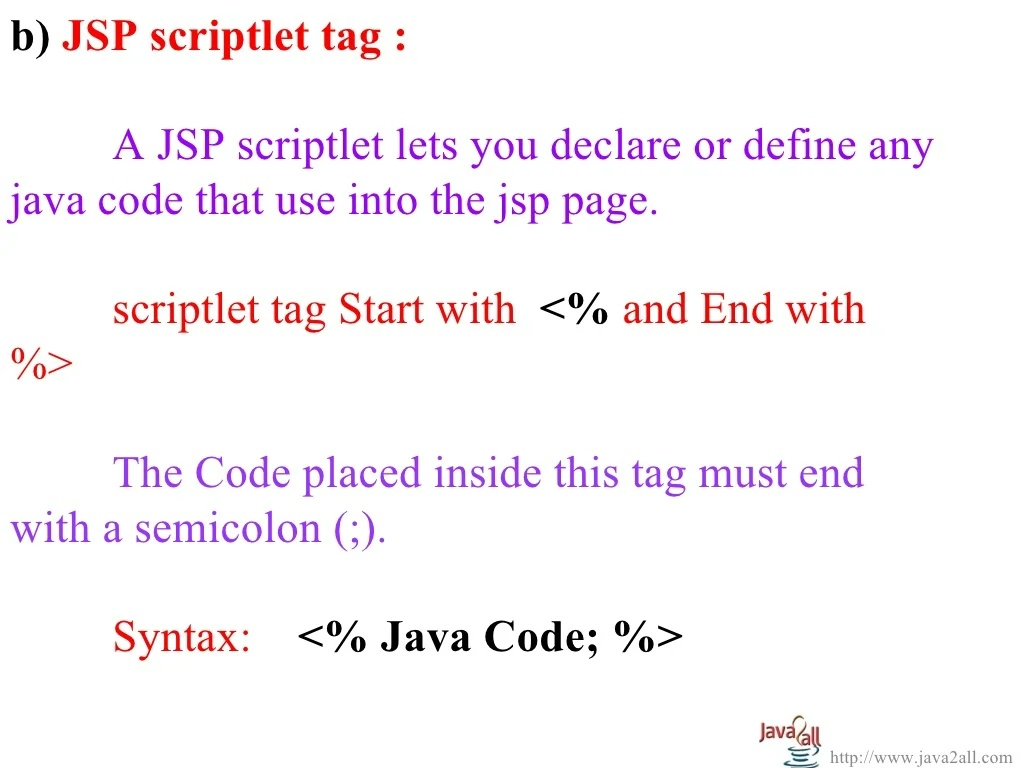 b) JSP scriptlet tag :
A JSP scriptlet lets you declare or define any
java code that use into the jsp page.
scriptlet tag Start with <% and End with
%>
The Code placed inside this tag must end
with a semicolon (;).
Syntax: <% Java Code; %>
Java2all
http://www.java2all.com